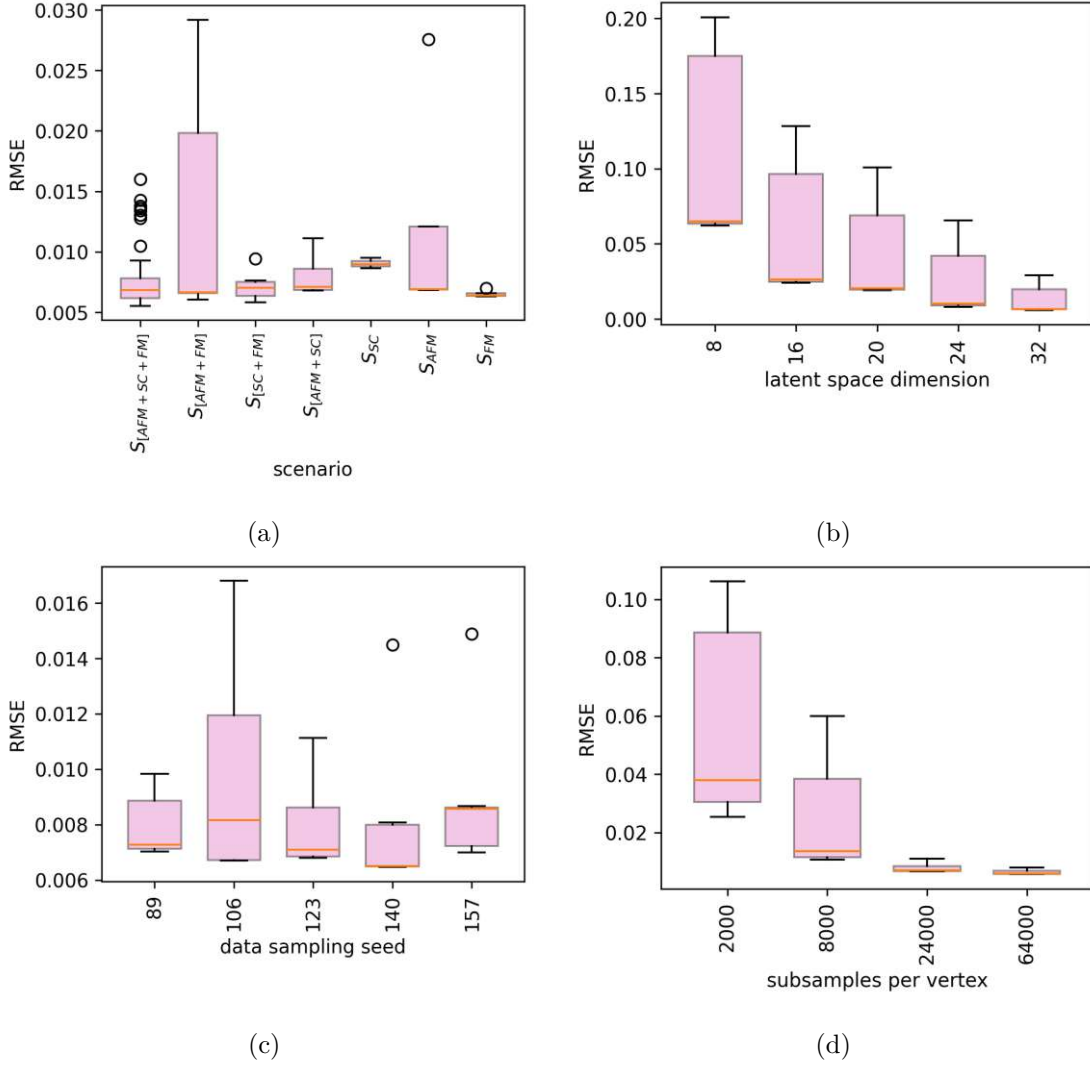 0.030
0.025
0.020
0.015
0.010
0.005
RMSE
S[AFM + SC + FM]
S[AFM + FM]
S[SC + FM]
S[AFM + SC]
SSC
SAFM
SFM
scenario
(a)
0.20
0.15
0.10
0.05
0.00
RMSE
8
16
20
24
32
latent space dimension
(b)
0.016
0.014
0.012
0.010
0.008
0.006
RMSE
89
106
123
140
157
data sampling seed
(c)
0.10
0.08
0.06
0.04
0.02
RMSE
2000
8000
24000
64000
subsamples per vertex
(d)